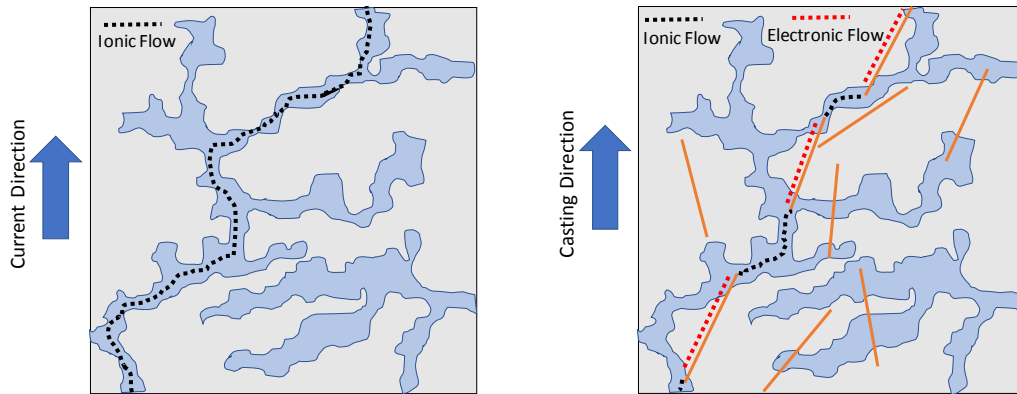 Ionic Flow
Current Direction
Ionic Flow
Electronic Flow
Casting Direction